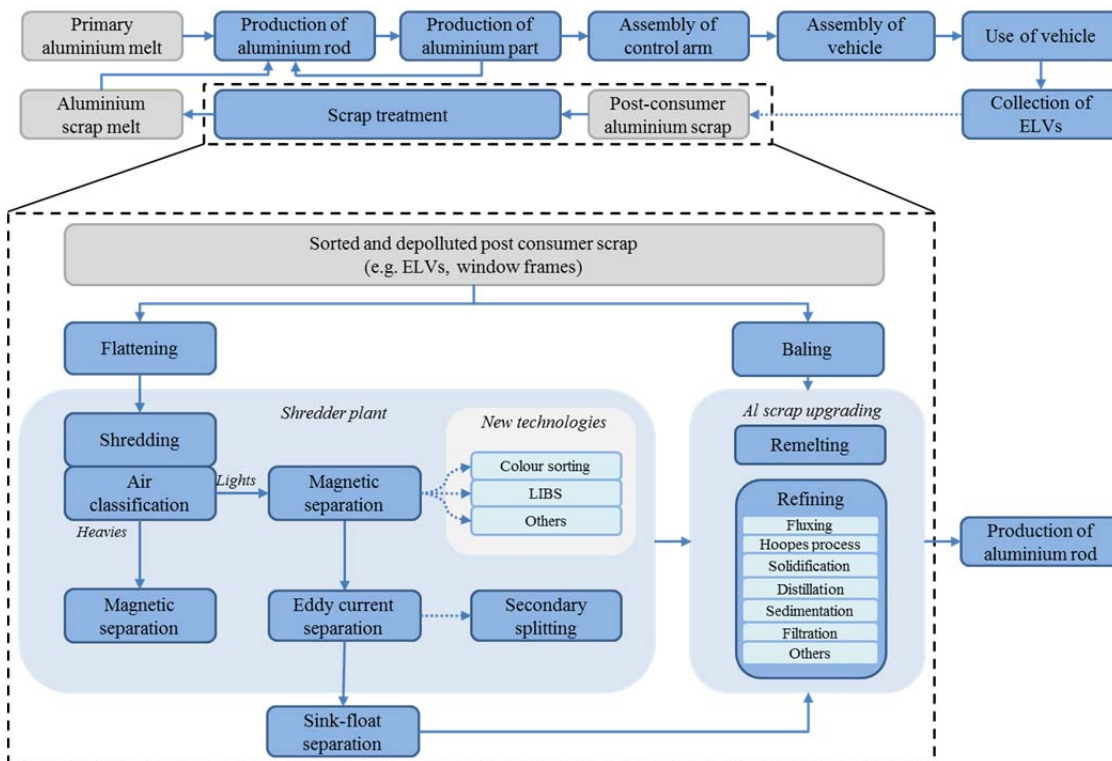 Primary
aluminium melt
Production of
aluminium rod
Production of
aluminium part
Assembly of
control arm
Assembly of
vehicle
Use of vehicle
Aluminium
scrap melt
Scrap treatment
Post-consumer
aluminium scrap
Collection of
ELVs
Sorted and depolluted post consumer scrap
(e.g. ELVs, window frames)
Flattening
Baling
Shredder plant
New technologies
Al scrap upgrading
Shredding
Air
classification
Lights
Heavies
Magnetic
separation
Colour sorting
LIBS
Others
Remelting
Refining
Fluxing
Hoopes process
Solidification
Distillation
Sedimentation
Filtration
Others
Production of
aluminium rod
Magnetic
separation
Eddy current
separation
Secondary
splitting
Sink-float
separation